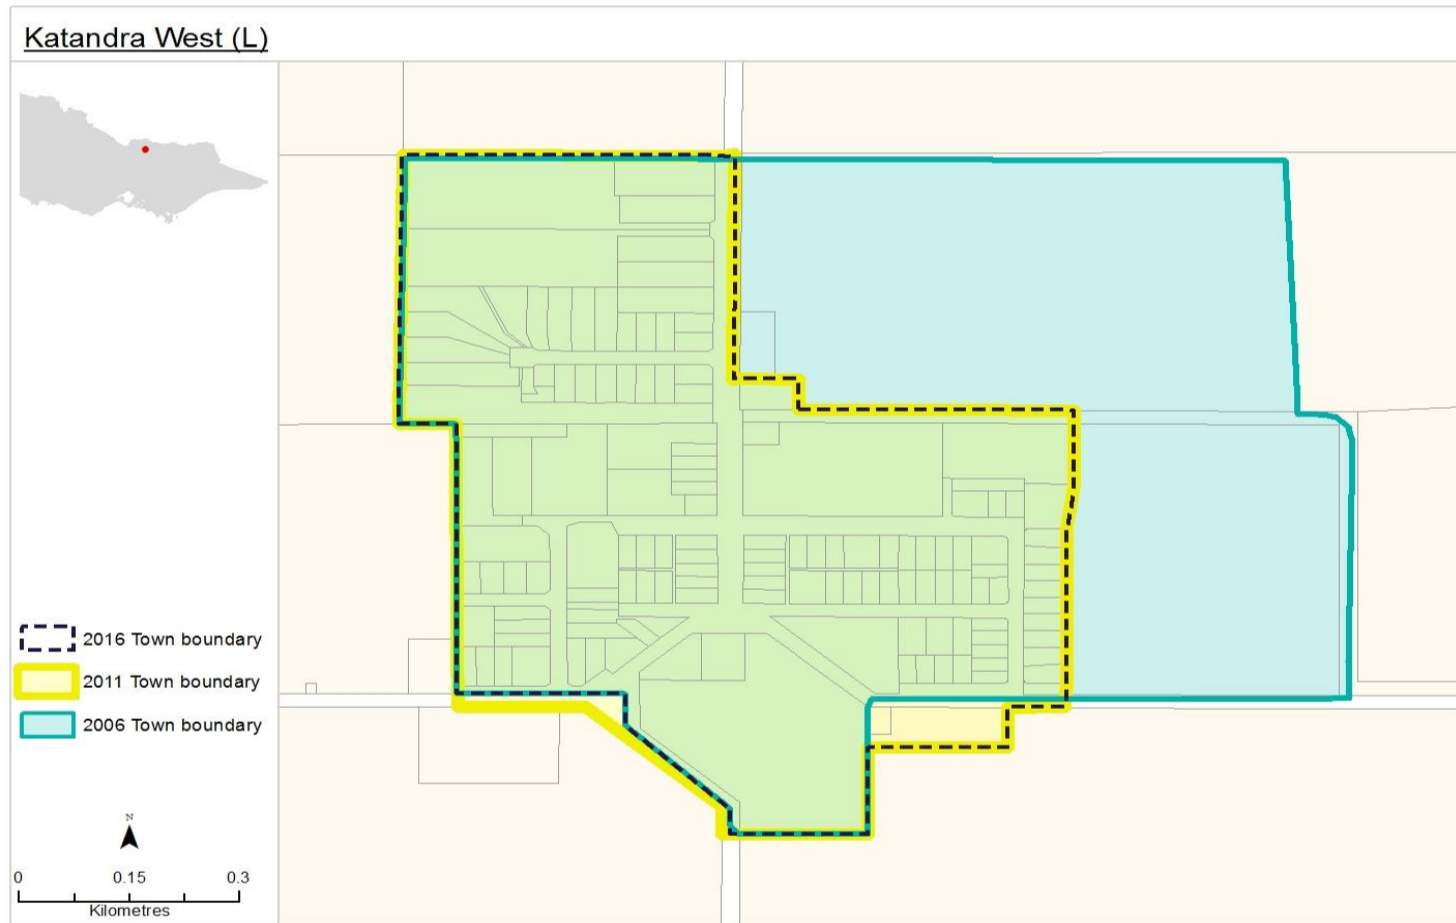 Katandra West (L)
2016 Town boundary
2011 Town boundary
2006 Town boundary
N
0 0.15 0.3
Kilometres